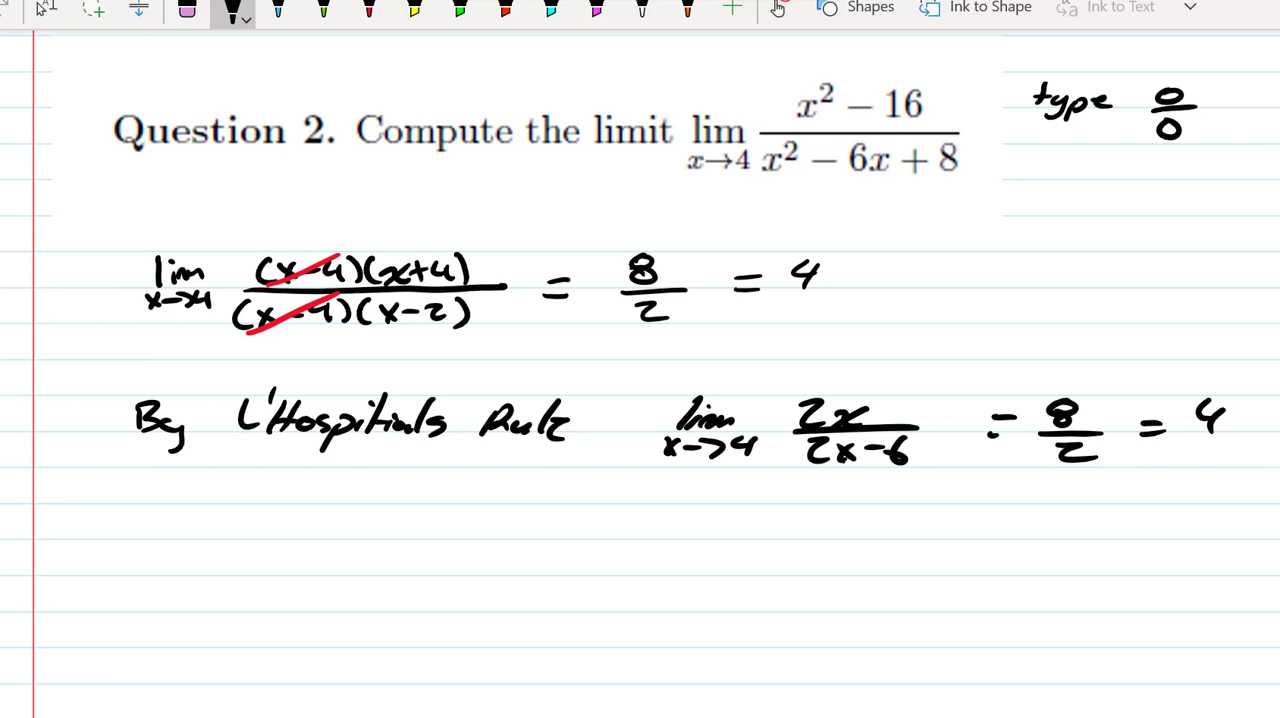 Shapes Ink to Shape Ink to Text
Question 2. Compute the limit lim x→4 (x² − 16)/(x² − 6x + 8)
type 0/0
lim x→4 (x-4)(x+4)/(x-4)(x-2) = 8/2 = 4
By L'Hospitials Rule lim x→4 2x/(2x-6) = 8/2 = 4